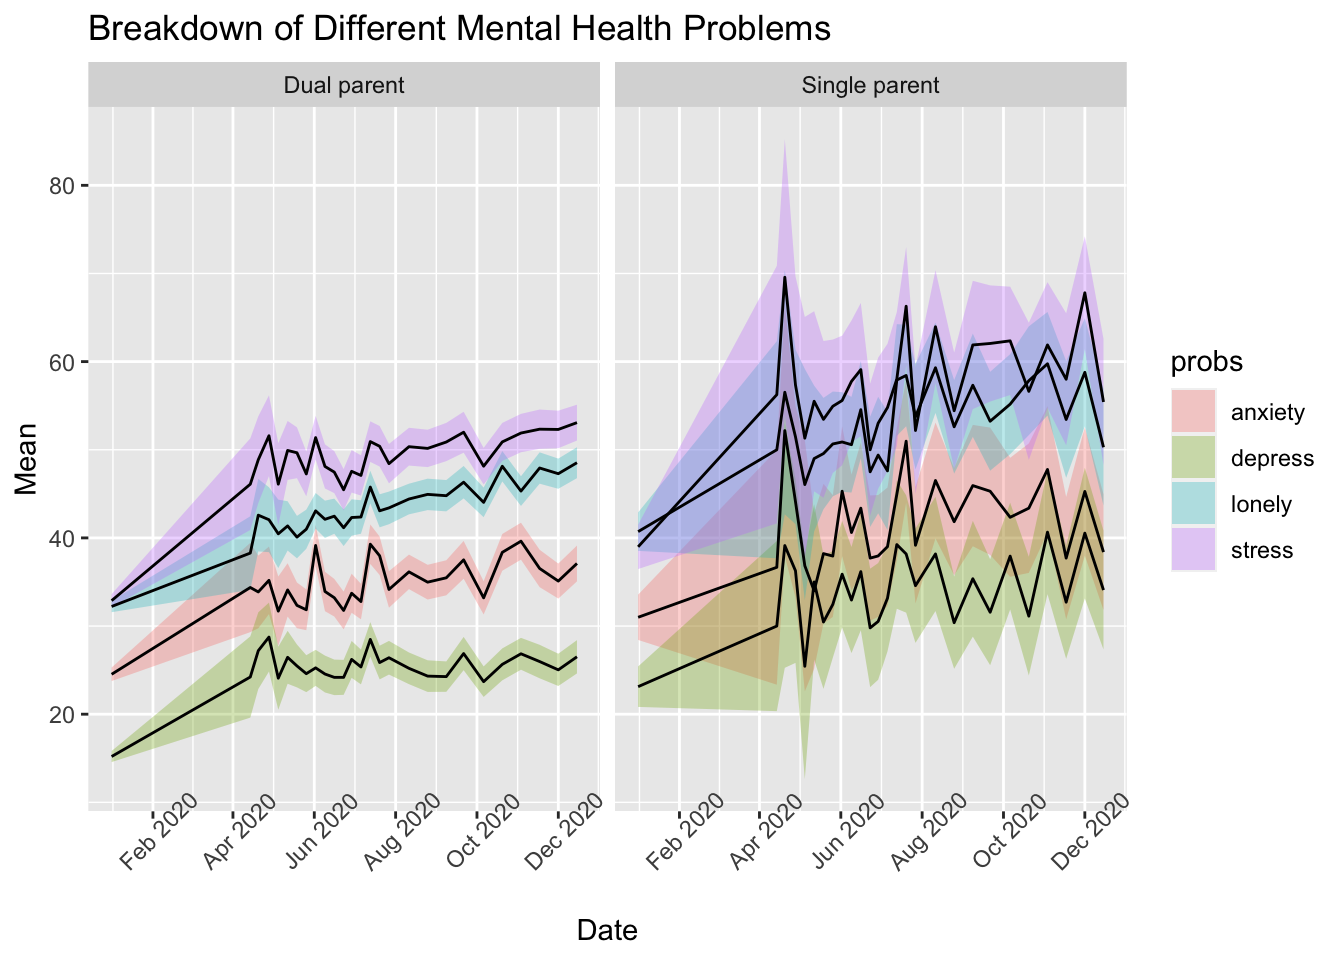 Breakdown of Different Mental Health Problems
Dual parent
Single parent
80
60
40
20
Mean
Feb 2020
Apr 2020
Jun 2020
Aug 2020
Oct 2020
Dec 2020
Feb 2020
Apr 2020
Jun 2020
Aug 2020
Oct 2020
Dec 2020
Date
probs
anxiety
depress
lonely
stress